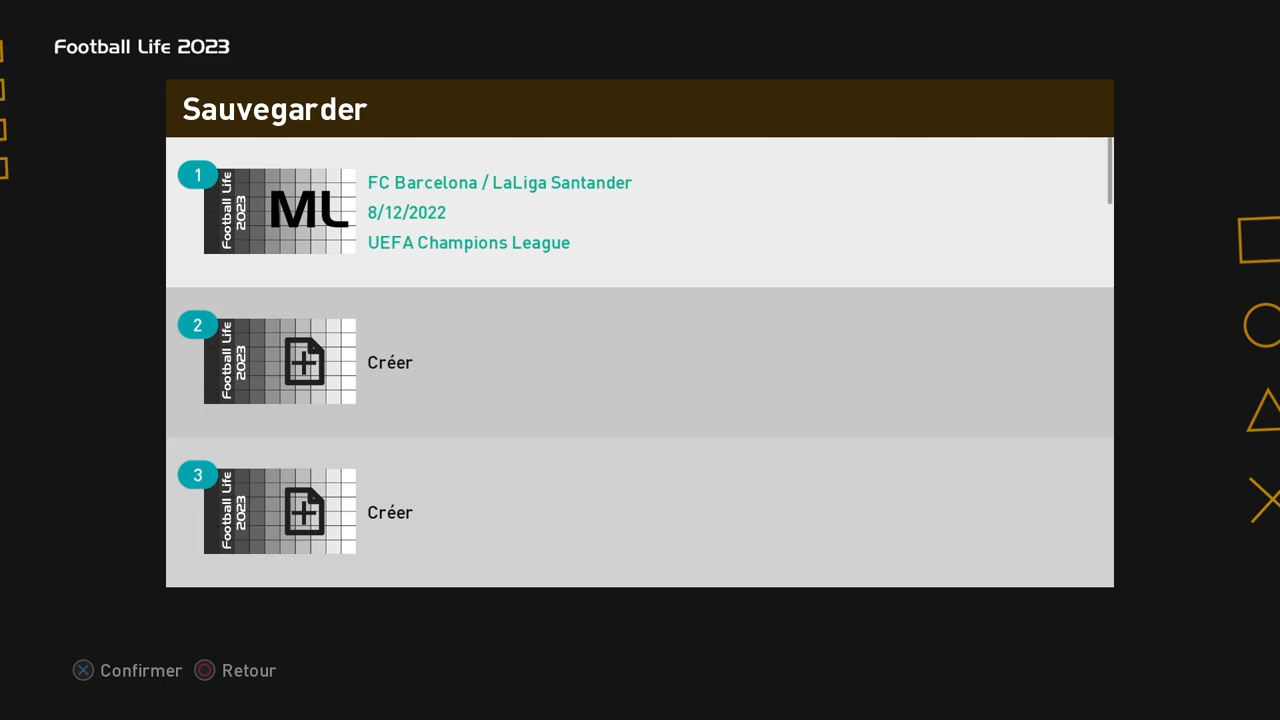 Football Life 2023
Sauvegarder
1
Football Life
2023
ML
FC Barcelona / LaLiga Santander
8/12/2022
UEFA Champions League
2
Football Life
2023
Créer
3
Football Life
2023
Créer
Confirmer
Retour